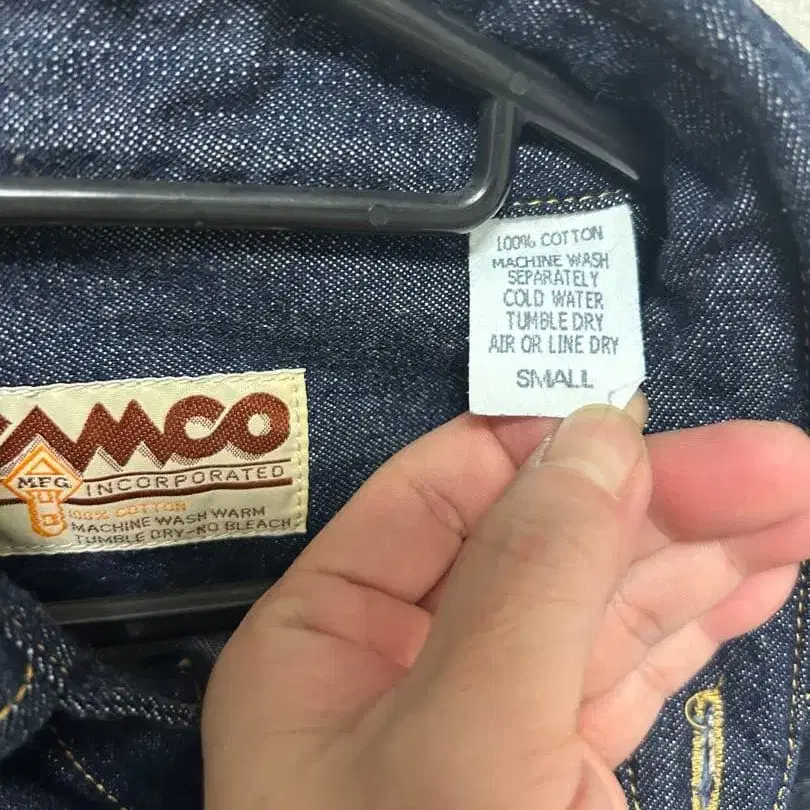 100% COTTON
MACHINE WASH
SEPARATELY
COLD WATER
TUMBLE DRY
AIR OR LINE DRY
SMALL
CAMCO
MFG.
INCORPORATED
100% COTTON
MACHINE WASH WARM
TUMBLE DRY-NO BLEACH